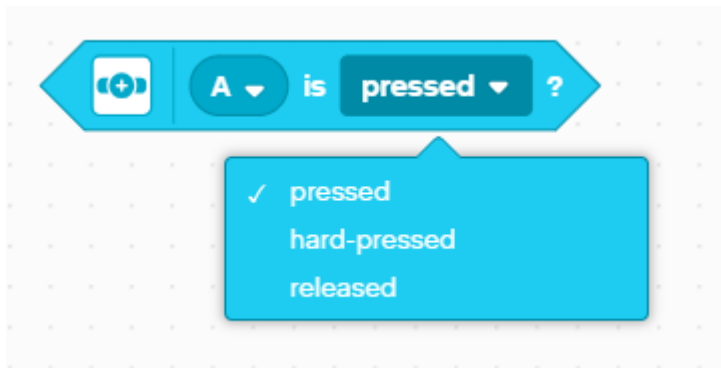 A is pressed ?
✓ pressed
hard-pressed
released